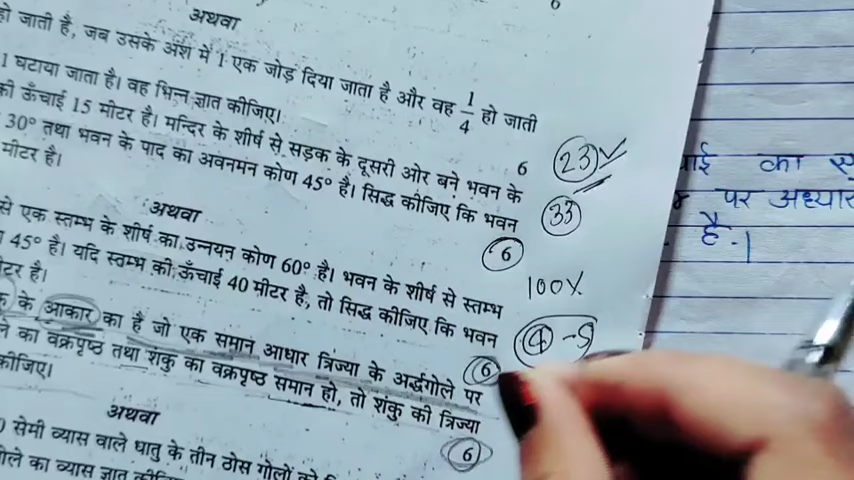 6
अथवा
हो जाती है, जब उसके अंश में 1 एक जोड़ दिया जाता है और वह 1/4 हो जाती
1 घटाया जाता है। वह भिन्न ज्ञात कीजिए।
6
23
की ऊँचाई 15 मीटर है। मन्दिर के शीर्ष से सड़क के दूसरी ओर बने भवन के
30° तथा भवन के पाद का अवनमन कोण 45° है। सिद्ध कीजिए कि भवन
33
मीटर है।
6
अथवा
से एक स्तम्भ के शीर्ष का उन्नयन कोण 60° है। भवन के शीर्ष से स्तम्भ
45° है। यदि स्तम्भ की ऊँचाई 40 मीटर है, तो सिद्ध कीजिए कि भवन
100%
मीटर है।
6
के आकार का है जो एक समान आधार त्रिज्या के अर्द्धगोले पर
का वक्रपृष्ठ तथा शंकु का वक्रपृष्ठ समान हो, तो शंकु की त्रिज्या
कीजिए।
6
अथवा
सेमी व्यास वाले धातु के तीन ठोस गोलों को
गोले का व्यास ज्ञात
का
पर
है।